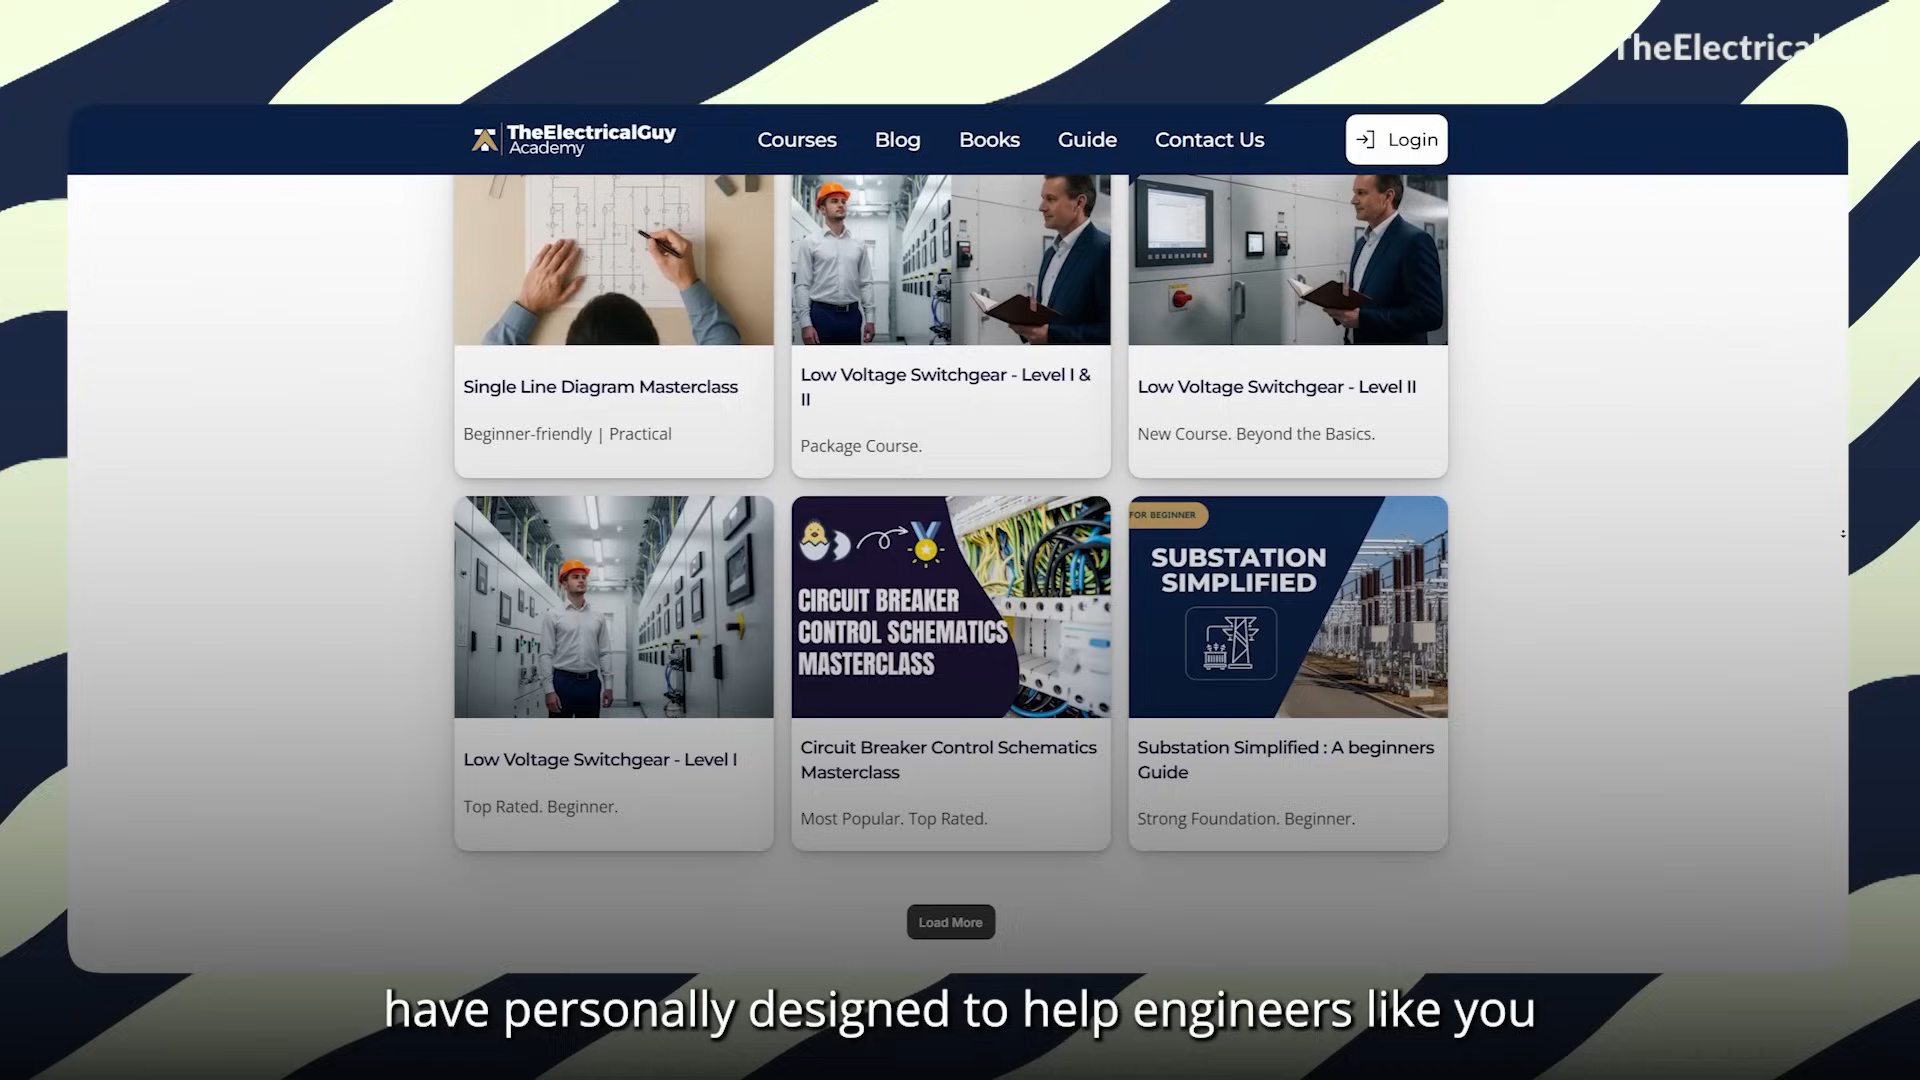 TheElectrical
TheElectricalGuy
Academy
Courses
Blog
Books
Guide
Contact Us
Login
Single Line Diagram Masterclass
Beginner-friendly | Practical
Low Voltage Switchgear - Level I &
II
Package Course.
Low Voltage Switchgear - Level II
New Course. Beyond the Basics.
Low Voltage Switchgear - Level I
Top Rated. Beginner.
CIRCUIT BREAKER
CONTROL SCHEMATICS
MASTERCLASS
Circuit Breaker Control Schematics
Masterclass
Most Popular. Top Rated.
FOR BEGINNER
SUBSTATION
SIMPLIFIED
Substation Simplified : A beginners
Guide
Strong Foundation. Beginner.
Load More
have personally designed to help engineers like you